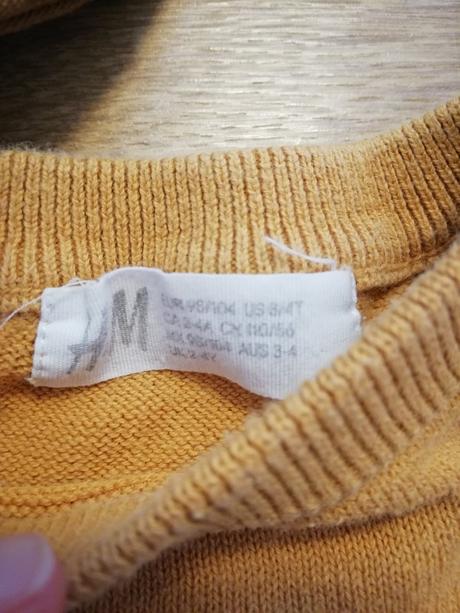 H&M
EUR 98/104 US 3/4T
CA 2-4A CN 110/56
MX 98/104 AUS 3-4
UK 2-4Y